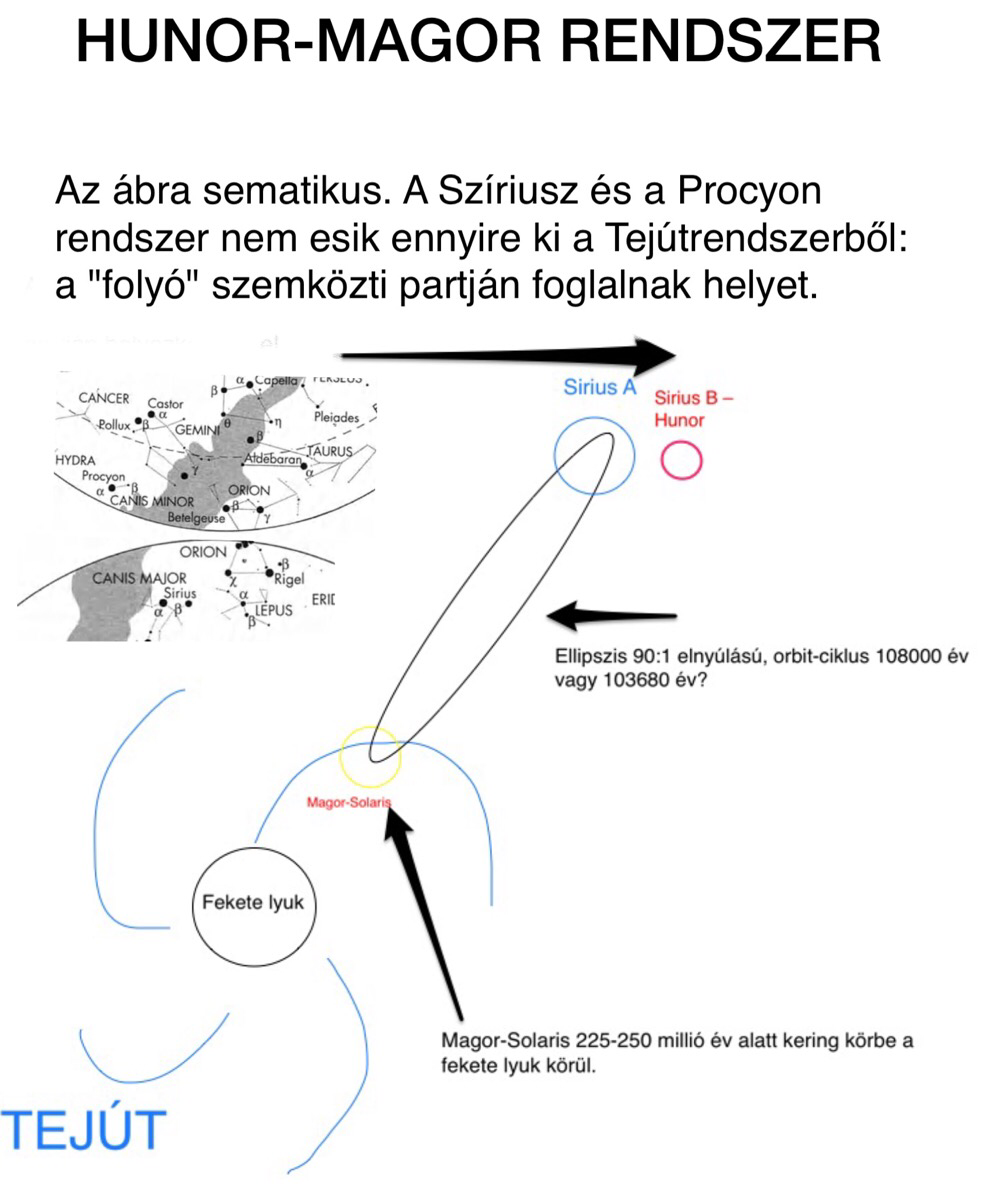 HUNOR-MAGOR RENDSZER
Az ábra sematikus. A Szíriusz és a Procyon
rendszer nem esik ennyire ki a Tejútrendszerből:
a "folyó" szemközti partján foglalnak helyet.
Sirius A
Sirius B –
Hunor
α Capella
PERSEUS
β
CANCER
Castor
α
Pollux
β
GEMINI
θ
η
Pleiades
β
HYDRA
Aldebaran
TAURUS
α
γ
Procyon
α β
ORION
CANIS MINOR
Betelgeuse
β
γ
ORION
CANIS MAJOR
χ
β
Rigel
Sirius
α β
α
LEPUS
β
Ellipszis 90:1 elnyúlású, orbit-ciklus 108000 év
vagy 103680 év?
Magor-Solaris
Fekete lyuk
Magor-Solaris 225-250 millió év alatt kering körbe a
fekete lyuk körül.
TEJÚT